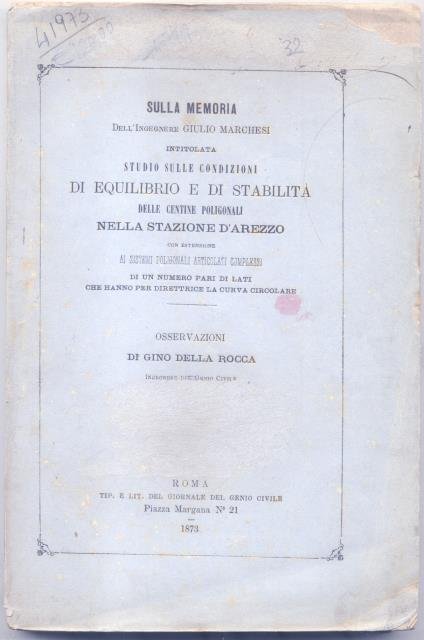 41973
32
SULLA MEMORIA
DELL'INGEGNERE GIULIO MARCHESI
INTITOLATA
STUDIO SULLE CONDIZIONI
DI EQUILIBRIO E DI STABILITÀ
DELLE CENTINE POLIGONALI
NELLA STAZIONE D'AREZZO
CON ESTENSIONE
AI SISTEMI POLIGONALI ARTICOLATI COMPLESSI
DI UN NUMERO PARI DI LATI
CHE HANNO PER DIRETTRICE LA CURVA CIRCOLARE
OSSERVAZIONI
DI GINO DELLA ROCCA
INGEGNERE DEL GENIO CIVILE
ROMA
TIP. E LIT. DEL GIORNALE DEL GENIO CIVILE
Piazza Margana Nº 21
1873